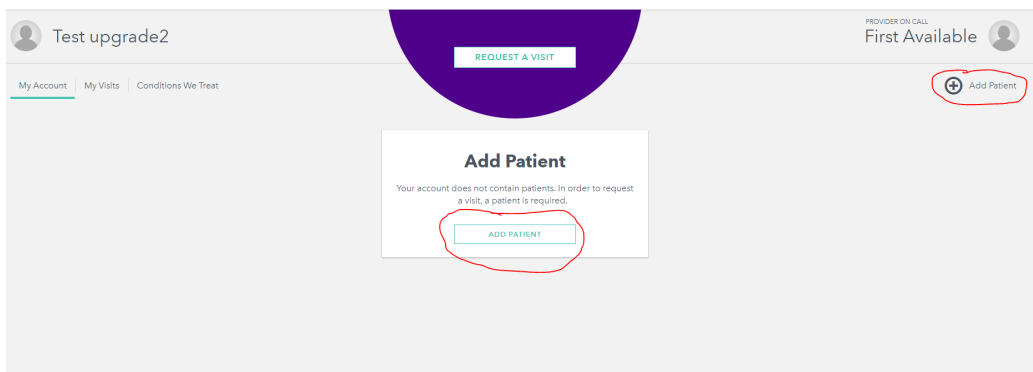 Test upgrade2
REQUEST A VISIT
PROVIDER ON CALL
First Available
My Account My Visits Conditions We Treat
Add Patient
Add Patient
Your account does not contain patients. In order to request
a visit, a patient is required.
ADD PATIENT